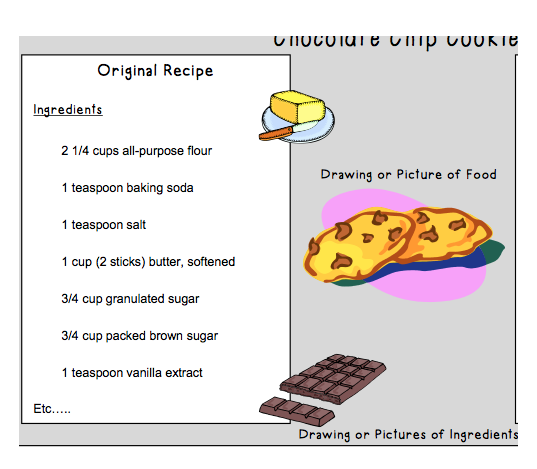 Chocolate Chip Cookie
Original Recipe
Ingredients
2 1/4 cups all-purpose flour
1 teaspoon baking soda
1 teaspoon salt
1 cup (2 sticks) butter, softened
3/4 cup granulated sugar
3/4 cup packed brown sugar
1 teaspoon vanilla extract
Etc…..
Drawing or Picture of Food
Drawing or Pictures of Ingredients